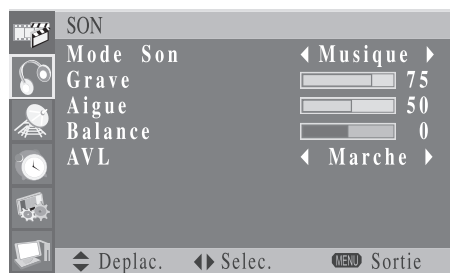 SON
Mode Son Musique
Grave 75
Aigue 50
Balance 0
AVL Marche
Deplac. Selec. MENU Sortie